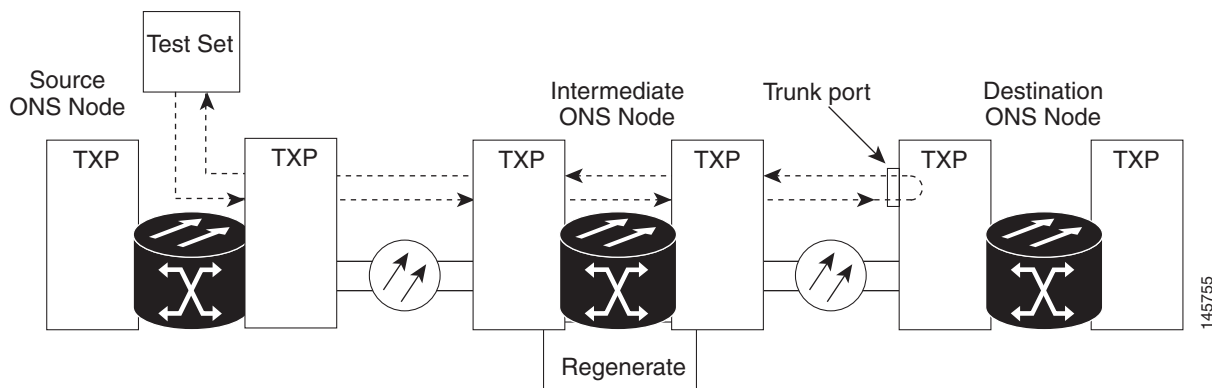 Test Set
Source
ONS Node
Intermediate
ONS Node
Trunk port
Destination
ONS Node
TXP
TXP
TXP
TXP
TXP
TXP
Regenerate
145755